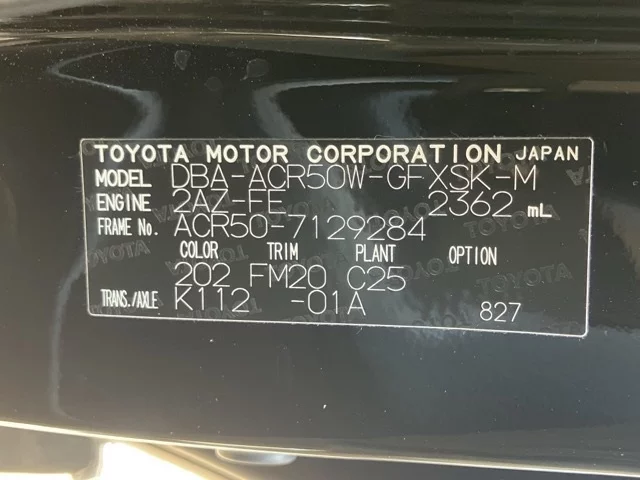 TOYOTA MOTOR CORPORATION JAPAN
MODEL DBA-ACR50W-GFXSK-M
ENGINE 2AZ-FE 2362 mL
FRAME No. ACR50-7129284
COLOR TRIM PLANT OPTION
202 FM20 C25
TRANS./AXLE K112 -01A 827